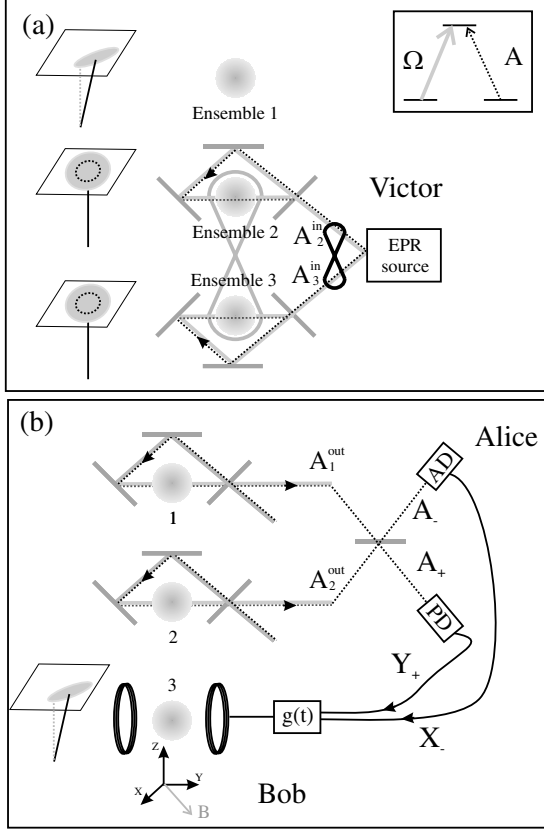 (a)
Ω
A
Ensemble 1
Victor
Ensemble 2
A₂ⁱⁿ
EPR
source
Ensemble 3
A₃ⁱⁿ
(b)
Alice
A₁ᵒᵘᵗ
AD
1
A₋
A₂ᵒᵘᵗ
A₊
2
PD
Y₊
3
g(t)
X₋
Z
X
Y
B
Bob